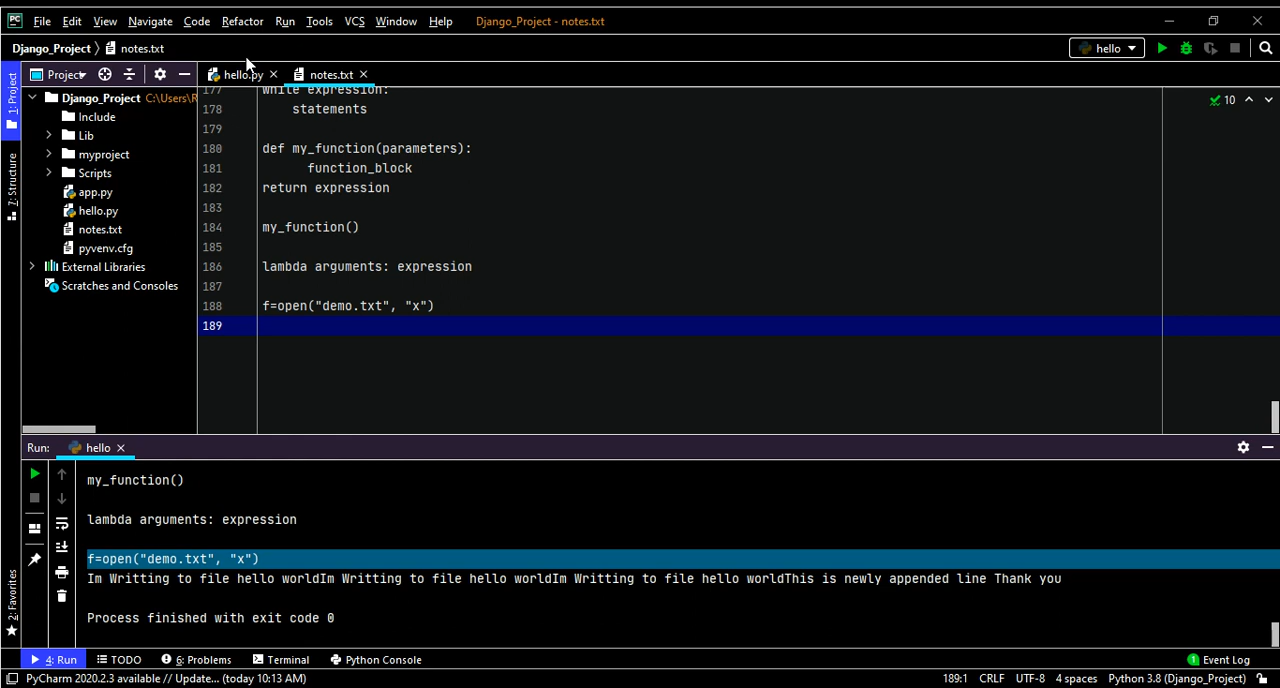 PC File Edit View Navigate Code Refactor Run Tools VCS Window Help Django_Project - notes.txt
Django_Project notes.txt hello
1: Project
Project hello.py notes.txt
Django_Project C:\Users\R
Include
Lib
myproject
Scripts
app.py
hello.py
notes.txt
pyvenv.cfg
External Libraries
Scratches and Consoles
7: Structure
2: Favorites
10
177 while expression:
178 statements
179
180 def my_function(parameters):
181 function_block
182 return expression
183
184 my_function()
185
186 lambda arguments: expression
187
188 f=open("demo.txt", "x")
189
Run: hello
my_function()
lambda arguments: expression
f=open("demo.txt", "x")
Im Writting to file hello worldIm Writting to file hello worldIm Writting to file hello worldThis is newly appended line Thank you
Process finished with exit code 0
4: Run TODO 6: Problems Terminal Python Console 1 Event Log
PyCharm 2020.2.3 available // Update... (today 10:13 AM) 189:1 CRLF UTF-8 4 spaces Python 3.8 (Django_Project)